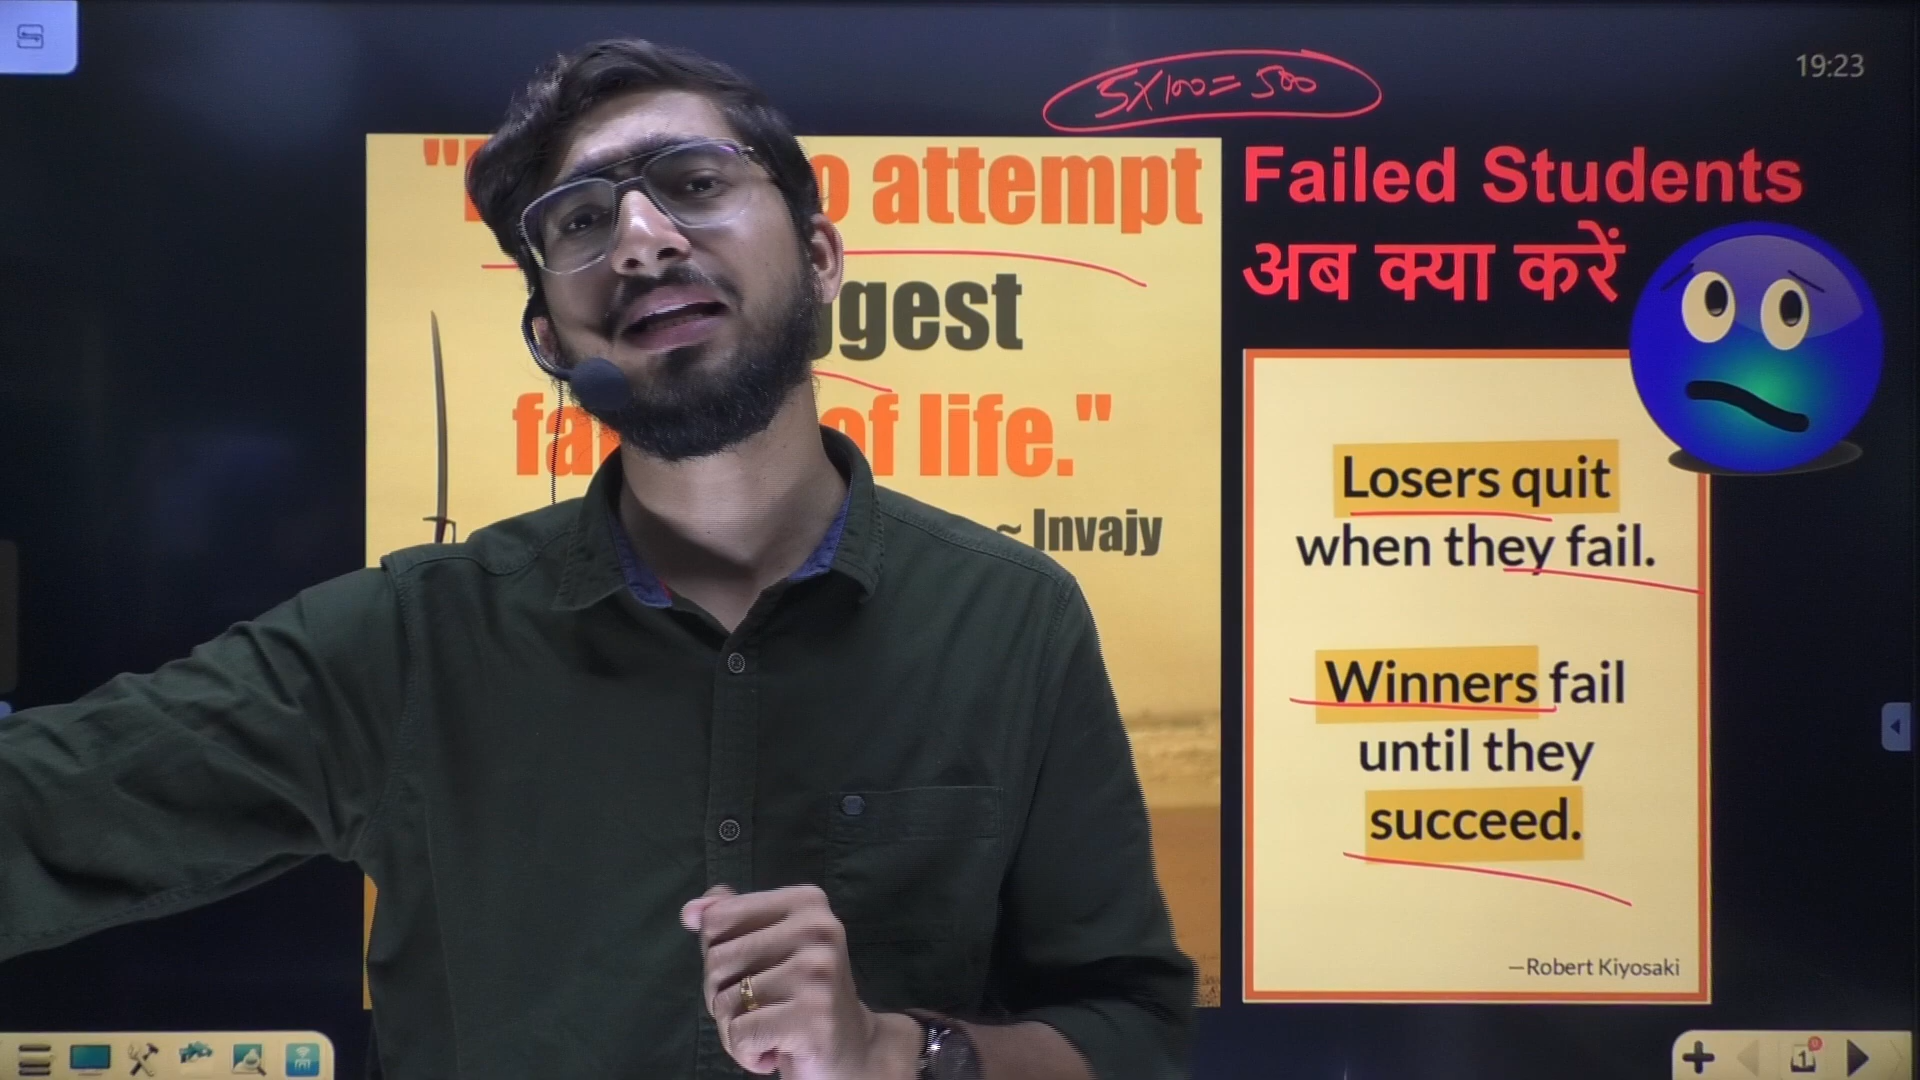 19:23
5X100=500
attempt
of life."
~ Invajy
Failed Students
अब क्या करें
Losers quit
when they fail.
Winners fail
until they
succeed.
—Robert Kiyosaki
1